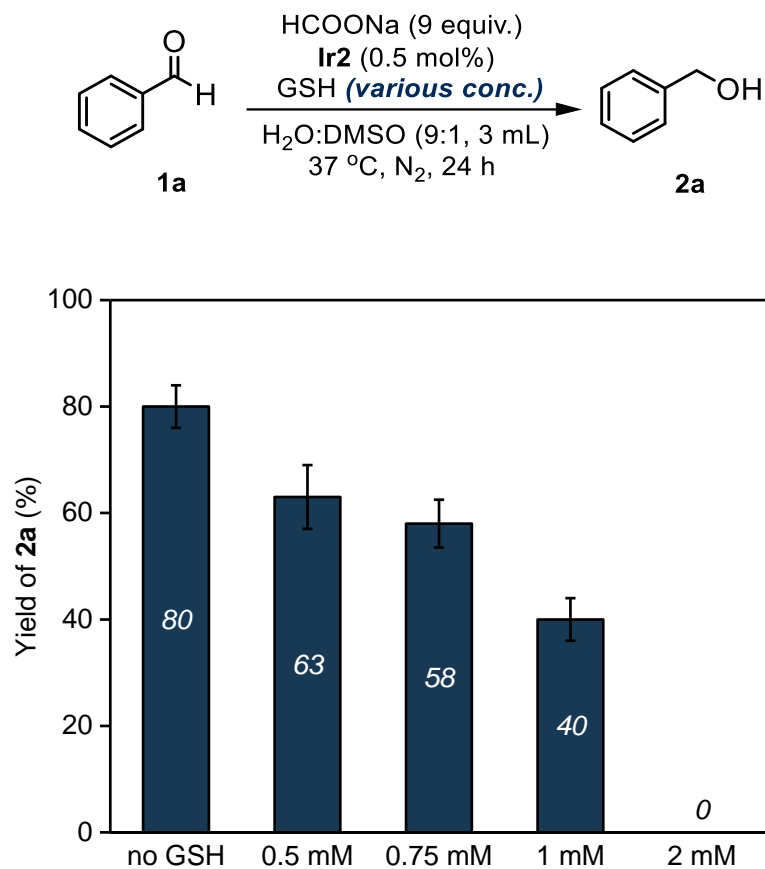 HCOONa (9 equiv.)
Ir2 (0.5 mol%)
GSH (various conc.)
H₂O:DMSO (9:1, 3 mL)
37 °C, N₂, 24 h
O
H
1a
OH
2a
Yield of 2a (%)
100
80
60
40
20
0
80
63
58
40
0
no GSH
0.5 mM
0.75 mM
1 mM
2 mM